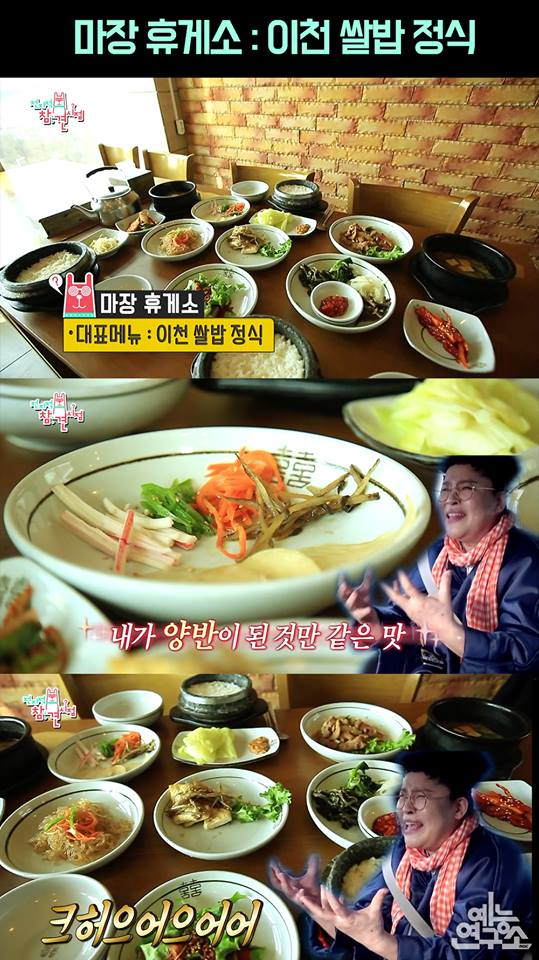 마장 휴게소 : 이천 쌀밥 정식
전지적
참견시점
?
마장 휴게소
·대표메뉴 : 이천 쌀밥 정식
전지적
참견시점
囍
내가 양반이 된 것만 같은 맛
전지적
참견시점
囍
크허으어으어어
예능
연구소
MBC